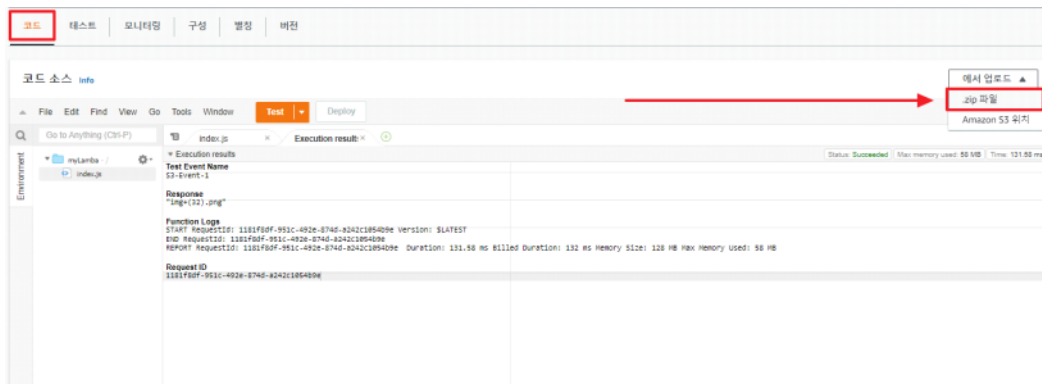 코드 테스트 모니터링 구성 별칭 버전
코드 소스 Info
에서 업로드 ▲
.zip 파일
Amazon S3 위치
File Edit Find View Go Tools Window Test Deploy
Go to Anything (Ctrl-P)
index.js × Execution result: ×
Environment
myLamba - /
index.js
Execution results
Status: Succeeded Max memory used: 58 MB Time: 131.58 ms
Test Event Name
S3-Event-1
Response
"img+(32).png"
Function Logs
START RequestId: 1181f8df-951c-492e-874d-a242c1054b9e Version: $LATEST
END RequestId: 1181f8df-951c-492e-874d-a242c1054b9e
REPORT RequestId: 1181f8df-951c-492e-874d-a242c1054b9e Duration: 131.58 ms Billed Duration: 132 ms Memory Size: 128 MB Max Memory Used: 58 MB
Request ID
1181f8df-951c-492e-874d-a242c1054b9e